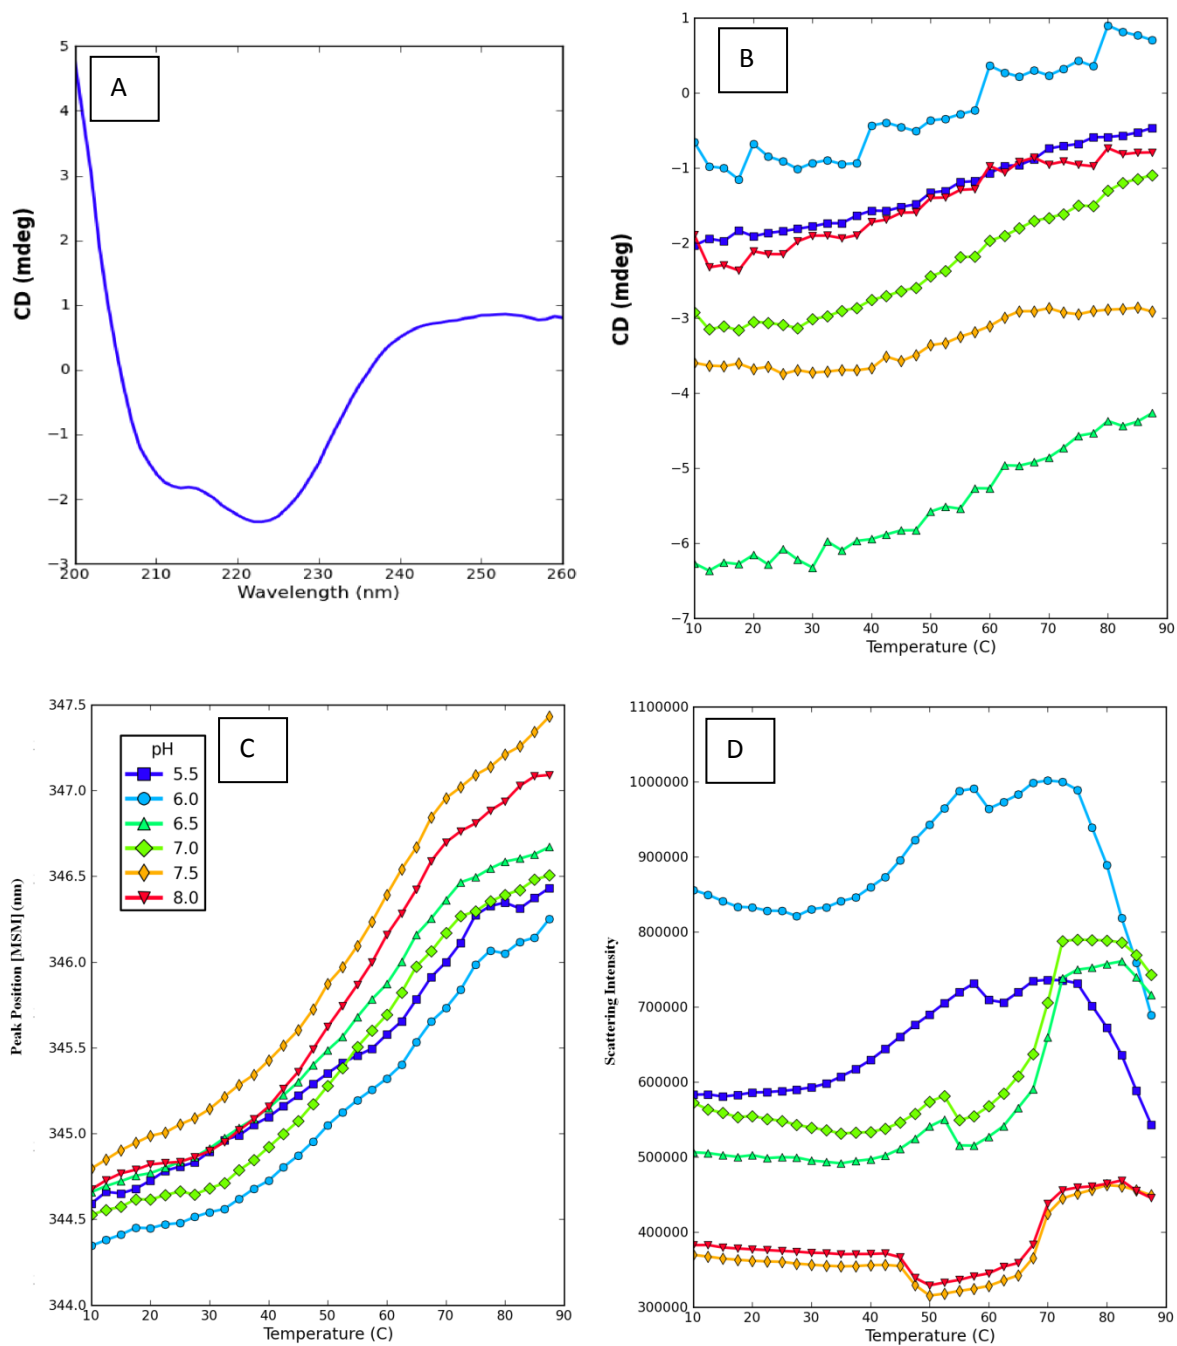 A
CD (mdeg)
5
4
3
2
1
0
−1
−2
−3
200 210 220 230 240 250 260
Wavelength (nm)
B
CD (mdeg)
1
0
−1
−2
−3
−4
−5
−6
−7
10 20 30 40 50 60 70 80 90
Temperature (C)
C
Peak Position [MSM] (nm)
347.5
347.0
346.5
346.0
345.5
345.0
344.5
344.0
pH
5.5
6.0
6.5
7.0
7.5
8.0
10 20 30 40 50 60 70 80 90
Temperature (C)
D
Scattering Intensity
1100000
1000000
900000
800000
700000
600000
500000
400000
300000
10 20 30 40 50 60 70 80 90
Temperature (C)